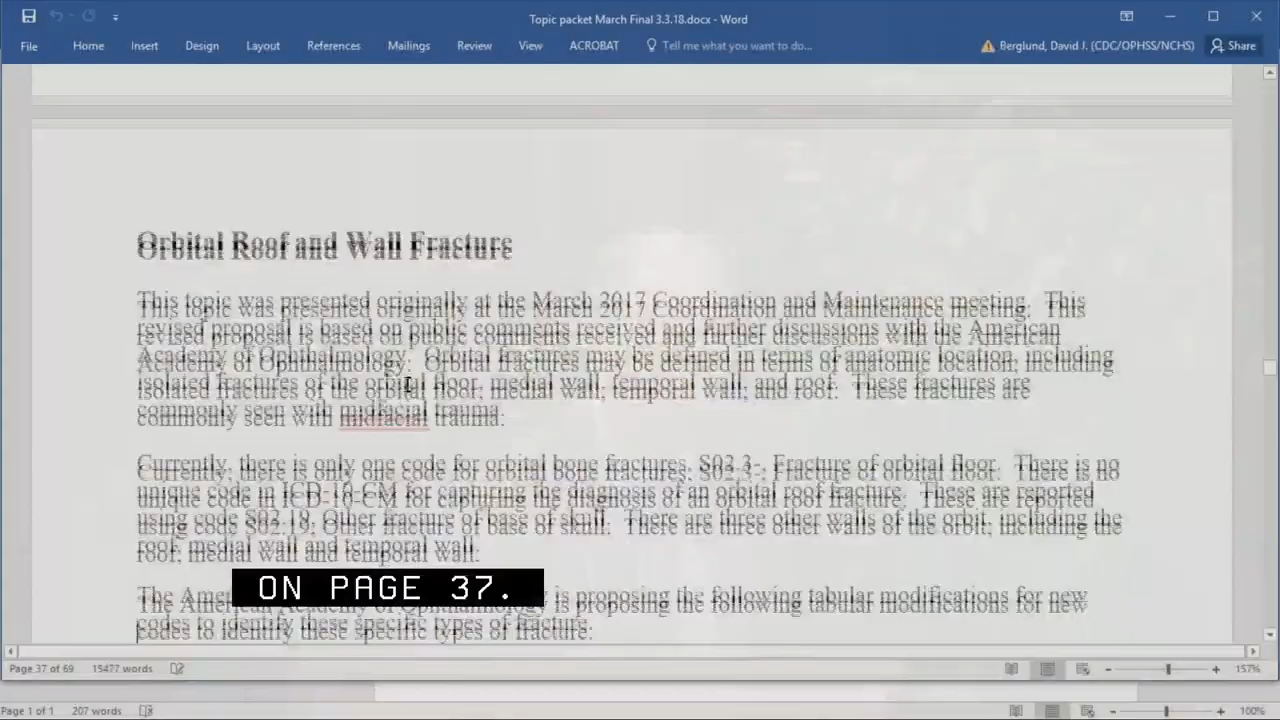 Topic packet March Final 3.3.18.docx - Word
File Home Insert Design Layout References Mailings Review View ACROBAT Tell me what you want to do... Berglund, David J. (CDC/OPHSS/NCHS) Share
Orbital Roof and Wall Fracture
This topic was presented originally at the March 2017 Coordination and Maintenance meeting. This
revised proposal is based on public comments received and further discussions with the American
Academy of Ophthalmology. Orbital fractures may be defined in terms of anatomic location, including
isolated fractures of the orbital floor, medial wall, temporal wall, and roof. These fractures are
commonly seen with midfacial trauma.
Currently, there is only one code for orbital bone fractures, S02.3-, Fracture of orbital floor. There is no
unique code in ICD-10-CM for capturing the diagnosis of an orbital roof fracture. These are reported
using code S02.18, Other fracture of base of skull. There are three other walls of the orbit, including the
roof, medial wall and temporal wall.
ON PAGE 37.
The American Academy of Ophthalmology is proposing the following tabular modifications for new
codes to identify these specific types of fracture:
Page 37 of 69 15477 words 157%
Page 1 of 1 207 words 100%